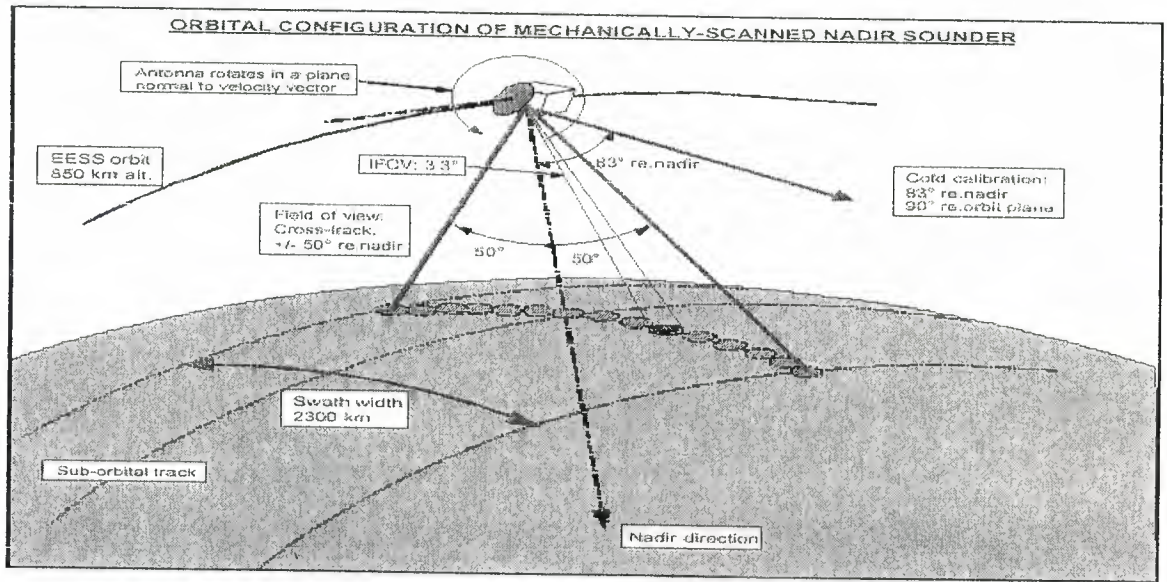 ORBITAL CONFIGURATION OF MECHANICALLY-SCANNED NADIR SOUNDER
Antenna rotates in a plane
normal to velocity vector
EESS orbit
850 km alt.
IFOV: 3.3°
83° re.nadir
Cold calibration:
83° re.nadir
90° re.orbit plane
Field of view:
Cross-track,
+/- 50° re.nadir
50°
50°
Swath width
2300 km
Sub-orbital track
Nadir direction